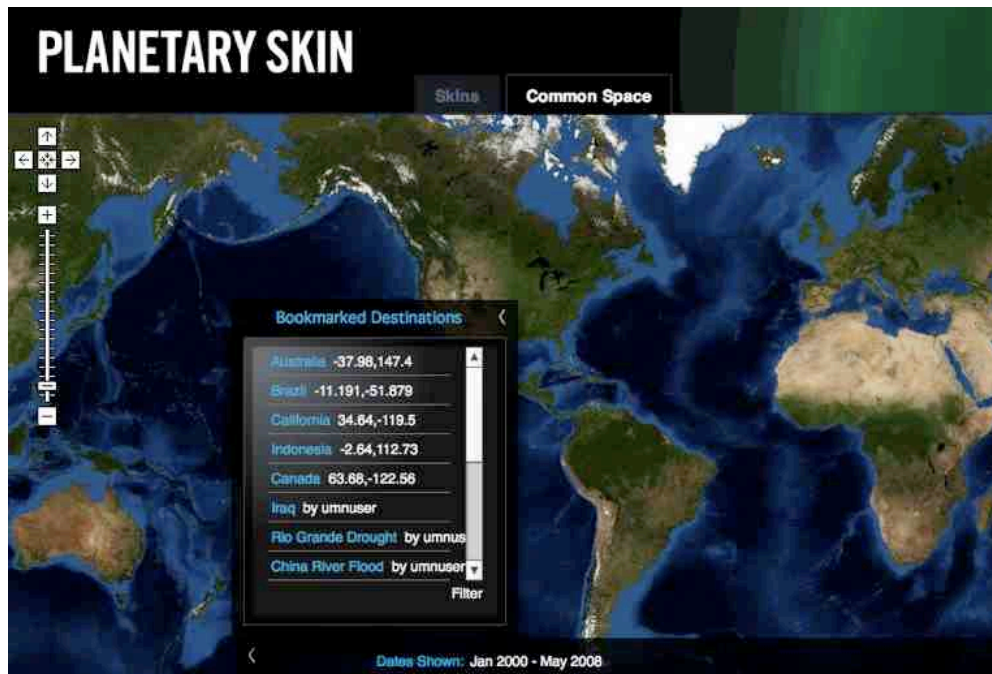 PLANETARY SKIN
Skins
Common Space
Bookmarked Destinations
Australia -37.98,147.4
Brazil -11.191,-51.879
California 34.64,-119.5
Indonesia -2.64,112.73
Canada 63.68,-122.56
Iraq by umnuser
Rio Grande Drought by umnus
China River Flood by umnuser
Filter
Dates Shown: Jan 2000 - May 2008